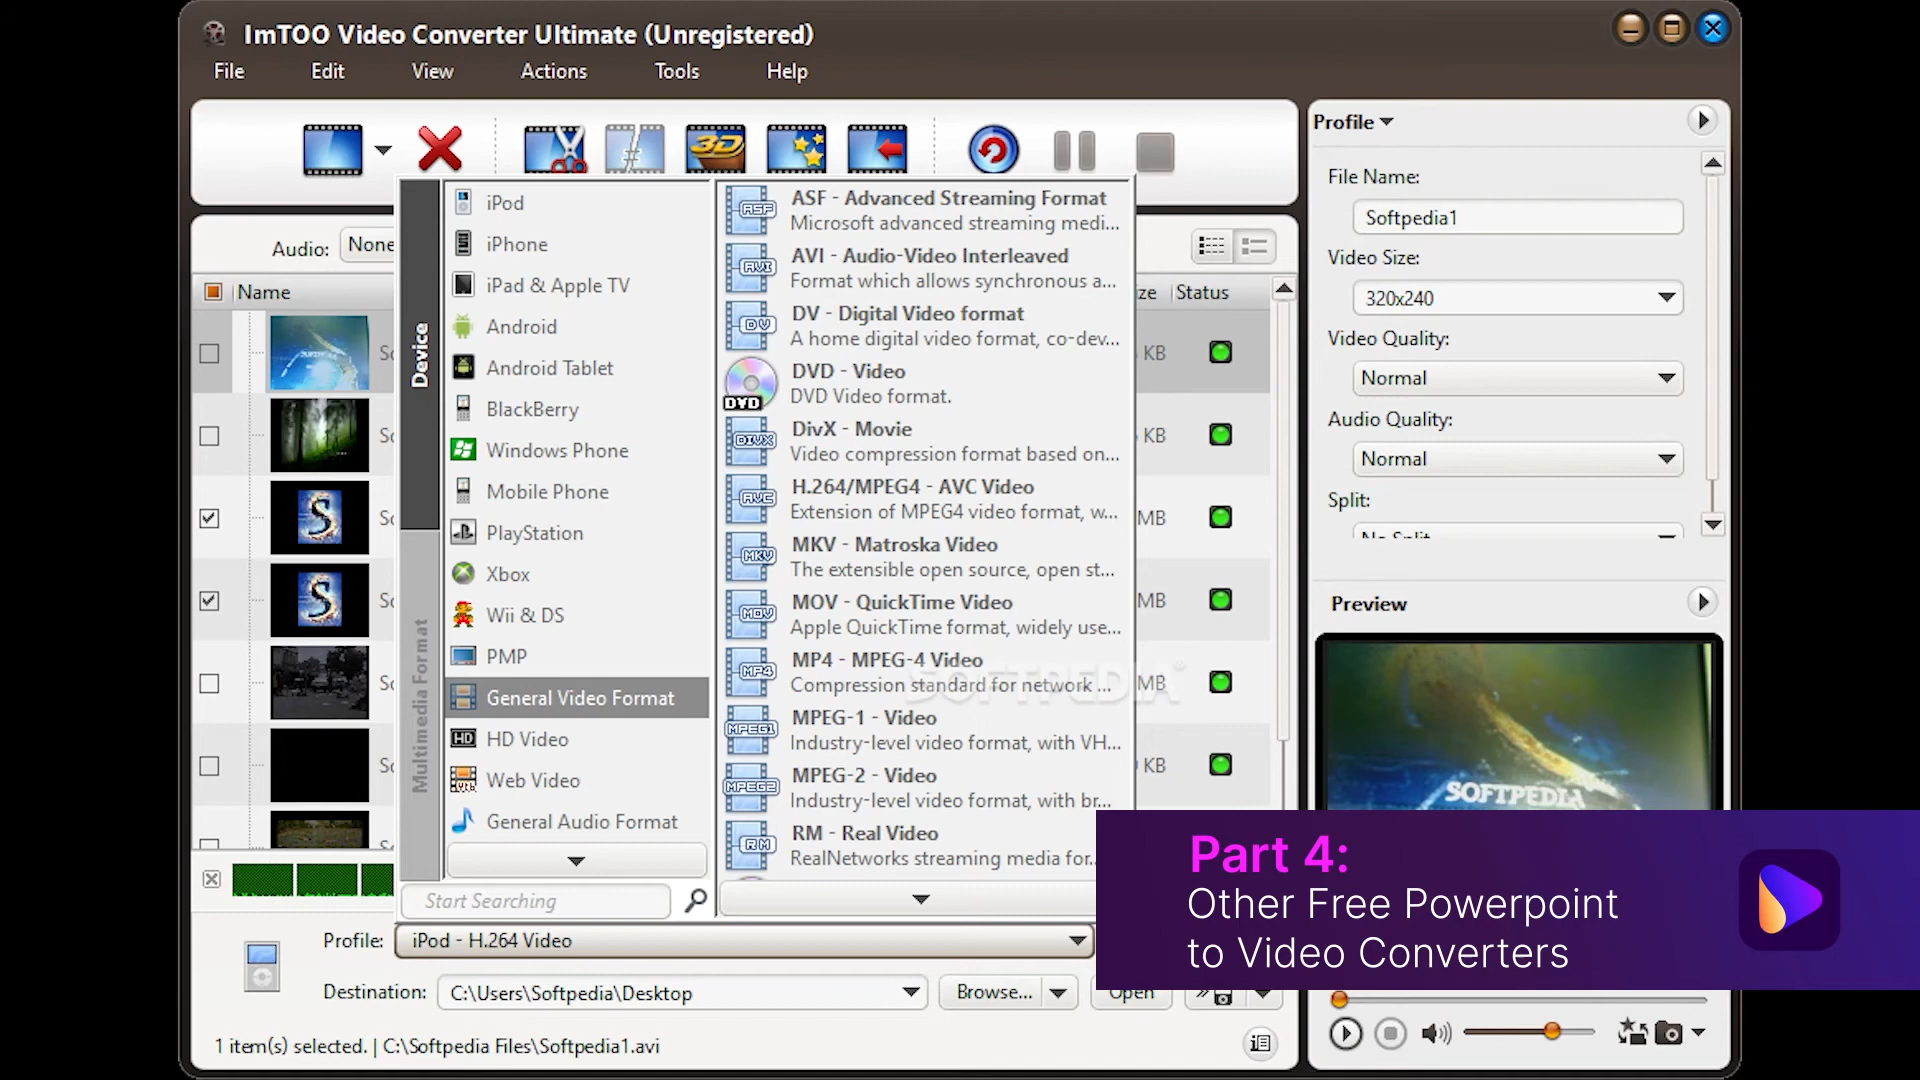 ImTOO Video Converter Ultimate (Unregistered)
File Edit View Actions Tools Help
3D
Audio: None
Name
Status
KB
KB
MB
MB
MB
KB
Device
Multimedia Format
iPod
iPhone
iPad & Apple TV
Android
Android Tablet
BlackBerry
Windows Phone
Mobile Phone
PlayStation
Xbox
Wii & DS
PMP
General Video Format
HD Video
Web Video
General Audio Format
Start Searching
ASF - Advanced Streaming Format
Microsoft advanced streaming medi...
AVI - Audio-Video Interleaved
Format which allows synchronous a...
DV - Digital Video format
A home digital video format, co-dev...
DVD - Video
DVD Video format.
DivX - Movie
Video compression format based on...
H.264/MPEG4 - AVC Video
Extension of MPEG4 video format, w...
MKV - Matroska Video
The extensible open source, open st...
MOV - QuickTime Video
Apple QuickTime format, widely use...
MP4 - MPEG-4 Video
Compression standard for network ...
MPEG-1 - Video
Industry-level video format, with VH...
MPEG-2 - Video
Industry-level video format, with br...
RM - Real Video
RealNetworks streaming media for...
SOFTPEDIA
Profile: iPod - H.264 Video
Destination: C:\Users\Softpedia\Desktop
Browse... Open
1 item(s) selected. | C:\Softpedia Files\Softpedia1.avi
Profile
File Name:
Softpedia1
Video Size:
320x240
Video Quality:
Normal
Audio Quality:
Normal
Split:
No Split
Preview
SOFTPEDIA
Part 4:
Other Free Powerpoint
to Video Converters